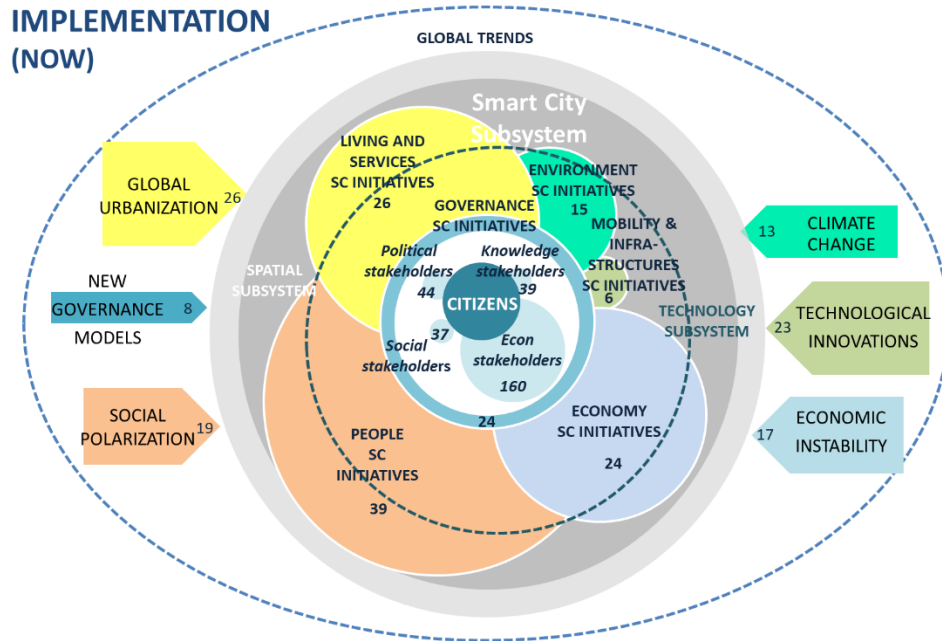 IMPLEMENTATION
(NOW)
GLOBAL TRENDS
Smart City
Subsystem
LIVING AND
SERVICES
SC INITIATIVES
26
ENVIRONMENT
SC INITIATIVES
15
GOVERNANCE
SC INITIATIVES
MOBILITY &
INFRA-
STRUCTURES
SC INITIATIVES
6
GLOBAL
URBANIZATION
26
13
CLIMATE
CHANGE
Political
stakeholders
44
Knowledge
stakeholders
39
SPATIAL
SUBSYSTEM
CITIZENS
TECHNOLOGY
SUBSYSTEM
NEW
GOVERNANCE
8
MODELS
23
TECHNOLOGICAL
INNOVATIONS
37
Social
stakeholders
Econ
stakeholders
160
24
SOCIAL
POLARIZATION
19
17
ECONOMIC
INSTABILITY
PEOPLE
SC
INITIATIVES
39
ECONOMY
SC INITIATIVES
24